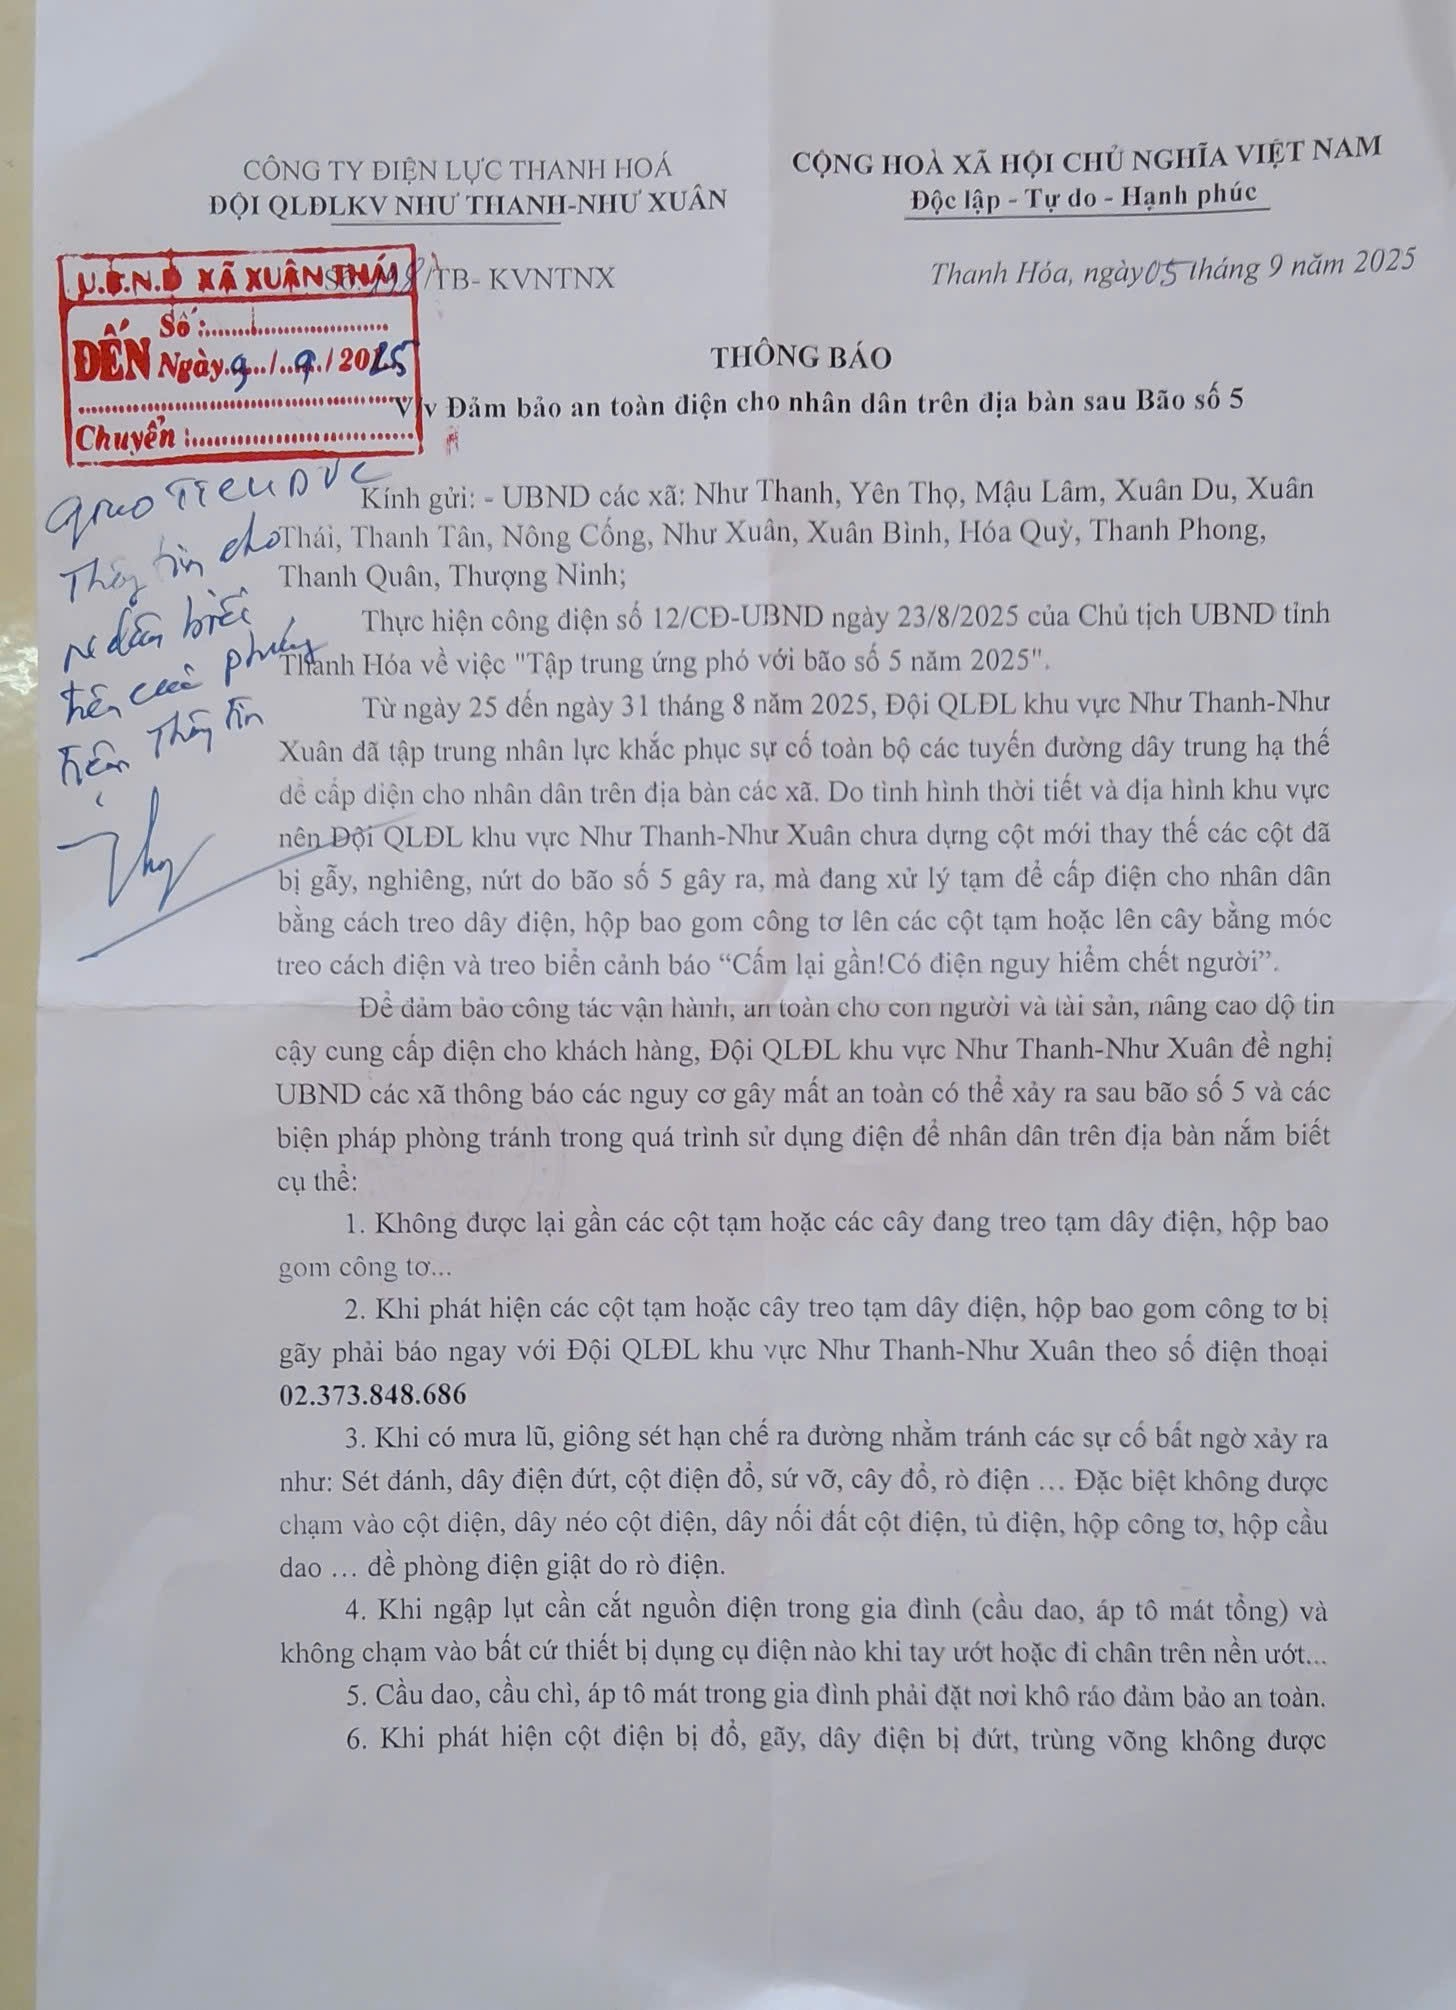 CÔNG TY ĐIỆN LỰC THANH HOÁ
ĐỘI QLĐLKV NHƯ THANH-NHƯ XUÂN
CỘNG HOÀ XÃ HỘI CHỦ NGHĨA VIỆT NAM
Độc lập - Tự do - Hạnh phúc
/TB- KVNTNX
Thanh Hóa, ngày 05 tháng 9 năm 2025
U.B.N.D XÃ XUÂN THÁI
Số:
ĐẾN Ngày 9 / 9 / 2025
Chuyển:
THÔNG BÁO
V/v Đảm bảo an toàn điện cho nhân dân trên địa bàn sau Bão số 5
thông tin cho
n dân biết
thông tin
Kính gửi: - UBND các xã: Như Thanh, Yên Thọ, Mậu Lâm, Xuân Du, Xuân
Thái, Thanh Tân, Nông Cống, Như Xuân, Xuân Bình, Hóa Quỳ, Thanh Phong,
Thanh Quân, Thượng Ninh;
Thực hiện công điện số 12/CĐ-UBND ngày 23/8/2025 của Chủ tịch UBND tỉnh
Thanh Hóa về việc "Tập trung ứng phó với bão số 5 năm 2025".
Từ ngày 25 đến ngày 31 tháng 8 năm 2025, Đội QLĐL khu vực Như Thanh-Như
Xuân đã tập trung nhân lực khắc phục sự cố toàn bộ các tuyến đường dây trung hạ thế
để cấp điện cho nhân dân trên địa bàn các xã. Do tình hình thời tiết và địa hình khu vực
nên Đội QLĐL khu vực Như Thanh-Như Xuân chưa dựng cột mới thay thế các cột đã
bị gẫy, nghiêng, nứt do bão số 5 gây ra, mà đang xử lý tạm để cấp điện cho nhân dân
bằng cách treo dây điện, hộp bao gom công tơ lên các cột tạm hoặc lên cây bằng móc
treo cách điện và treo biển cảnh báo “Cấm lại gần!Có điện nguy hiểm chết người”.
Để đảm bảo công tác vận hành, an toàn cho con người và tài sản, nâng cao độ tin
cậy cung cấp điện cho khách hàng, Đội QLĐL khu vực Như Thanh-Như Xuân đề nghị
UBND các xã thông báo các nguy cơ gây mất an toàn có thể xảy ra sau bão số 5 và các
biện pháp phòng tránh trong quá trình sử dụng điện để nhân dân trên địa bàn nắm biết
cụ thể:
1. Không được lại gần các cột tạm hoặc các cây đang treo tạm dây điện, hộp bao
gom công tơ...
2. Khi phát hiện các cột tạm hoặc cây treo tạm dây điện, hộp bao gom công tơ bị
gãy phải báo ngay với Đội QLĐL khu vực Như Thanh-Như Xuân theo số điện thoại
02.373.848.686
3. Khi có mưa lũ, giông sét hạn chế ra đường nhằm tránh các sự cố bất ngờ xảy ra
như: Sét đánh, dây điện đứt, cột điện đổ, sứ vỡ, cây đổ, rò điện … Đặc biệt không được
chạm vào cột điện, dây néo cột điện, dây nối đất cột điện, tủ điện, hộp công tơ, hộp cầu
dao … đề phòng điện giật do rò điện.
4. Khi ngập lụt cần cắt nguồn điện trong gia đình (cầu dao, áp tô mát tổng) và
không chạm vào bất cứ thiết bị dụng cụ điện nào khi tay ướt hoặc đi chân trên nền ướt...
5. Cầu dao, cầu chì, áp tô mát trong gia đình phải đặt nơi khô ráo đảm bảo an toàn.
6. Khi phát hiện cột điện bị đổ, gãy, dây điện bị đứt, trùng võng không được